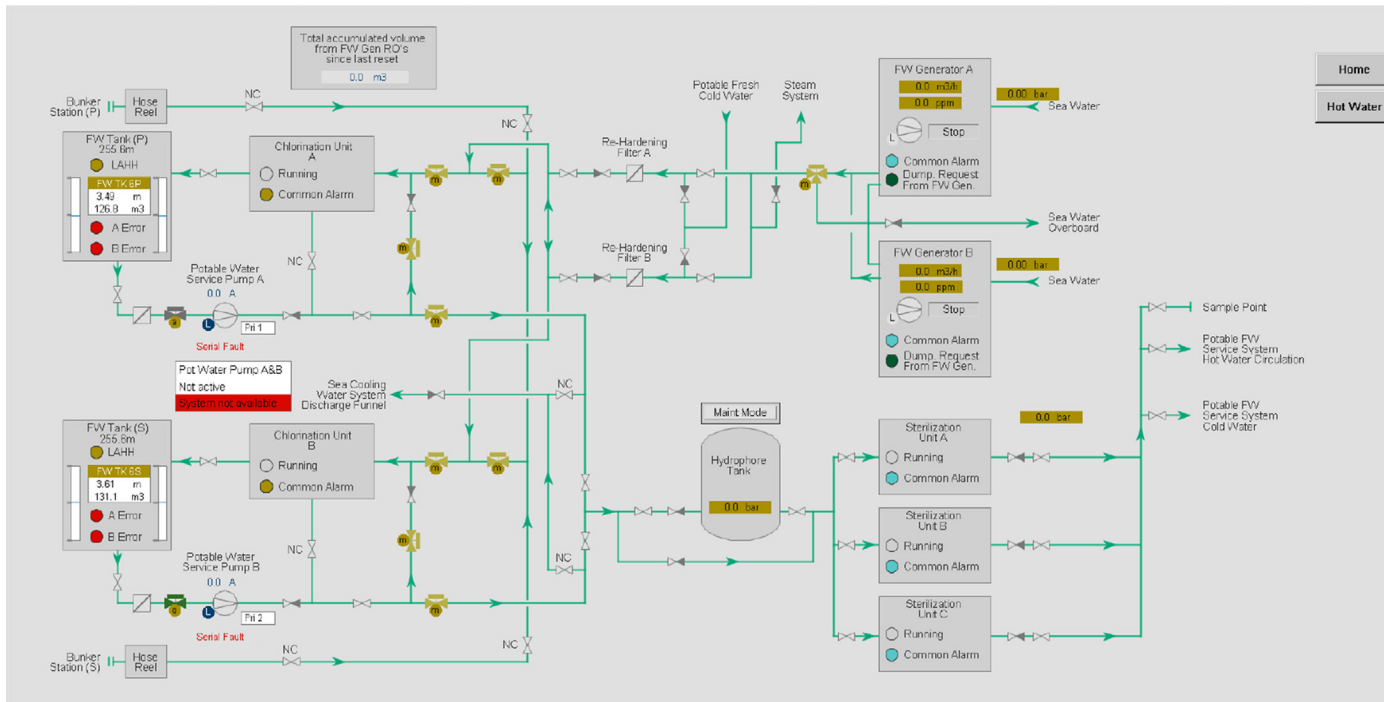 Total accumulated volume
from FW Gen RO's
since last reset
0.0 m3
Home
Hot Water
Bunker
Station (P)
Hose
Reel
NC
NC
FW Tank (P)
255.6m
LAHH
FW TK 6P
3.49 m
126.8 m3
A Error
B Error
Chlorination Unit
A
Running
Common Alarm
NC
Potable Water
Service Pump A
0.0 A
L
Pri 1
Serial Fault
m
m
m
m
Potable Fresh
Cold Water
Steam
System
Re-Hardening
Filter A
Re-Hardening
Filter B
m
FW Generator A
0.0 m3/h
0.0 ppm
L
Stop
Common Alarm
Dump. Request
From FW Gen.
0.00 bar
Sea Water
Sea Water
Overboard
FW Generator B
0.0 m3/h
0.0 ppm
L
Stop
Common Alarm
Dump. Request
From FW Gen.
0.00 bar
Sea Water
Pot Water Pump A&B
Not active
System not available
Sea Cooling
Water System
Discharge Funnel
NC
FW Tank (S)
255.6m
LAHH
FW TK 6S
3.61 m
131.1 m3
A Error
B Error
Chlorination Unit
B
Running
Common Alarm
NC
Potable Water
Service Pump B
0.0 A
L
Pri 2
Serial Fault
m
m
m
m
NC
Bunker
Station (S)
Hose
Reel
NC
NC
Maint Mode
Hydrophore
Tank
0.0 bar
Sterilization
Unit A
Running
Common Alarm
Sterilization
Unit B
Running
Common Alarm
Sterilization
Unit C
Running
Common Alarm
0.0 bar
Sample Point
Potable FW
Service System
Hot Water Circulation
Potable FW
Service System
Cold Water